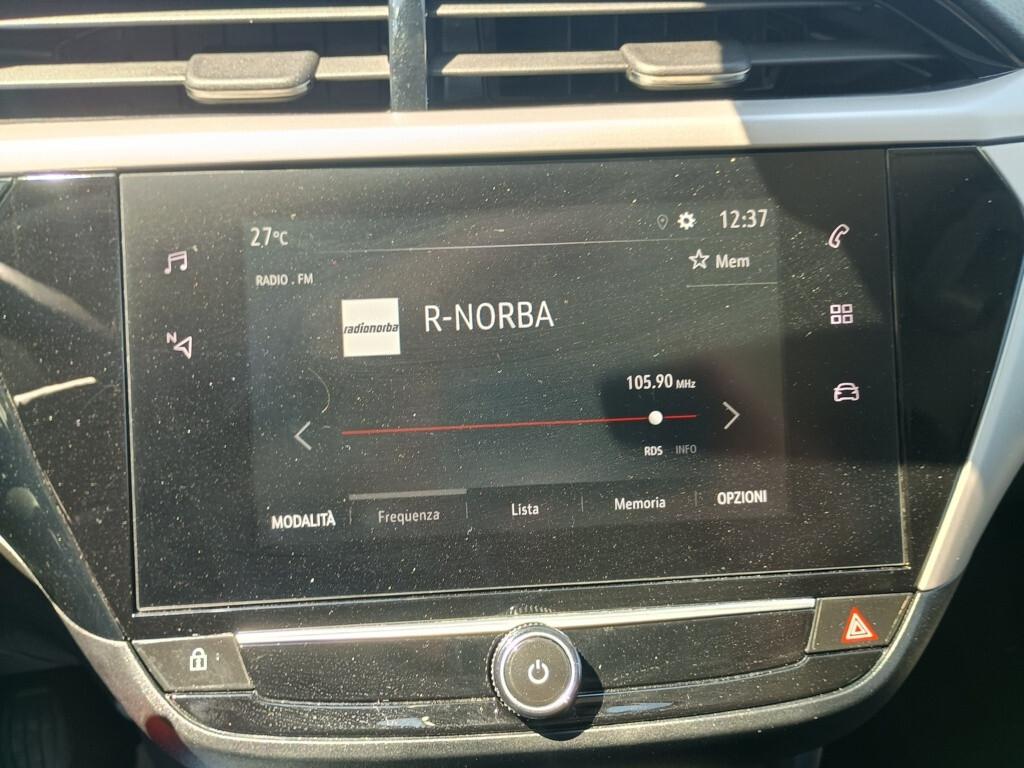 27°C
12:37
RADIO . FM
Mem
radionorba
R-NORBA
105.90 MHz
RDS INFO
MODALITÀ Frequenza Lista Memoria OPZIONI
N